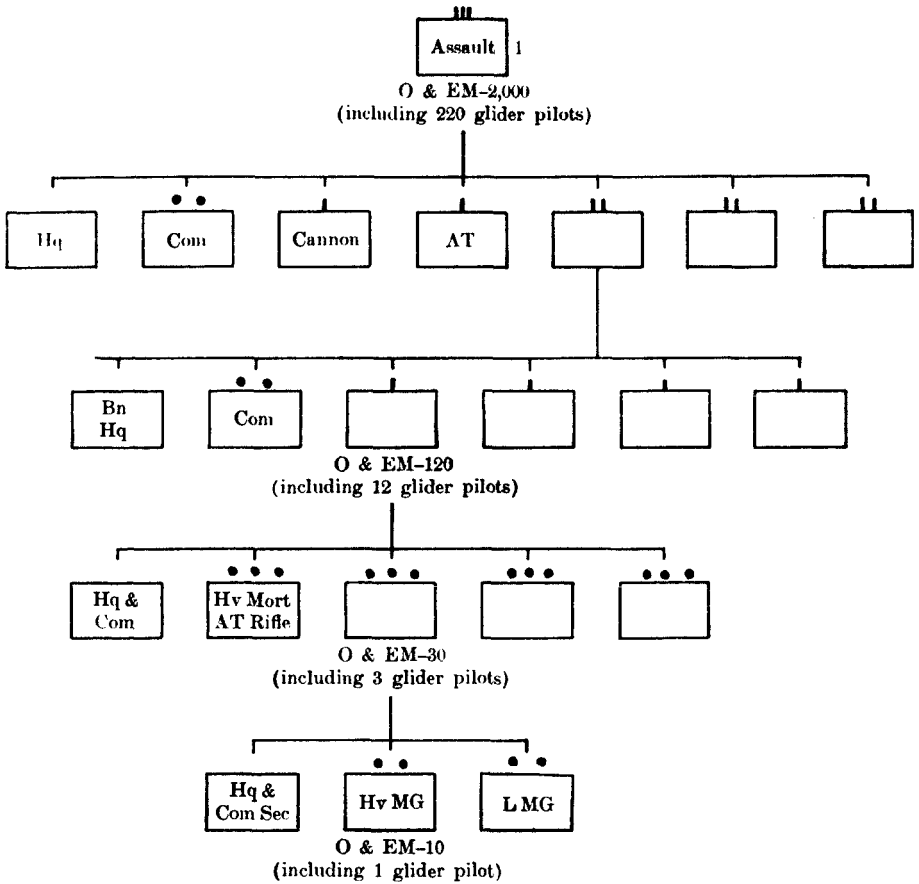 Assault 1
O & EM-2,000
(including 220 glider pilots)
Hq Com Cannon AT
Bn
Hq
Com
O & EM-120
(including 12 glider pilots)
Hq &
Com
Hv Mort
AT Rifle
O & EM-30
(including 3 glider pilots)
Hq &
Com Sec
Hv MG
L MG
O & EM-10
(including 1 glider pilot)